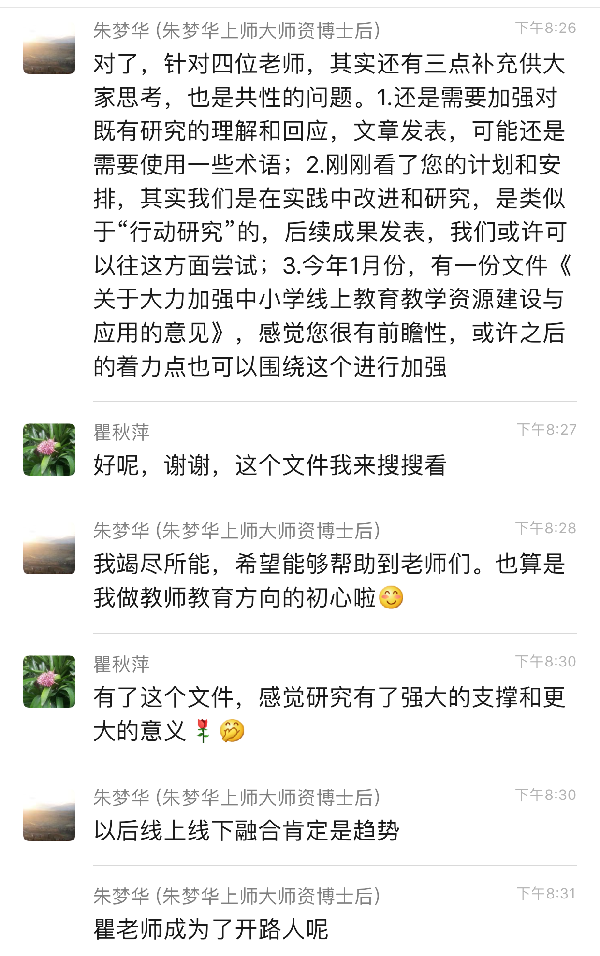 朱梦华 (朱梦华上师大师资博士后)
下午8:26
对了，针对四位老师，其实还有三点补充供大
家思考，也是共性的问题。1.还是需要加强对
既有研究的理解和回应，文章发表，可能还是
需要使用一些术语；2.刚刚看了您的计划和安
排，其实我们是在实践中改进和研究，是类似
于“行动研究”的，后续成果发表，我们或许可
以往这方面尝试；3.今年1月份，有一份文件《
关于大力加强中小学线上教育教学资源建设与
应用的意见》，感觉您很有前瞻性，或许之后
的着力点也可以围绕这个进行加强
瞿秋萍
下午8:27
好呢，谢谢，这个文件我来搜搜看
朱梦华 (朱梦华上师大师资博士后)
下午8:28
我竭尽所能，希望能够帮助到老师们。也算是
我做教师教育方向的初心啦😊
瞿秋萍
下午8:30
有了这个文件，感觉研究有了强大的支撑和更
大的意义🌹🤭
朱梦华 (朱梦华上师大师资博士后)
下午8:30
以后线上线下融合肯定是趋势
朱梦华 (朱梦华上师大师资博士后)
下午8:31
瞿老师成为了开路人呢